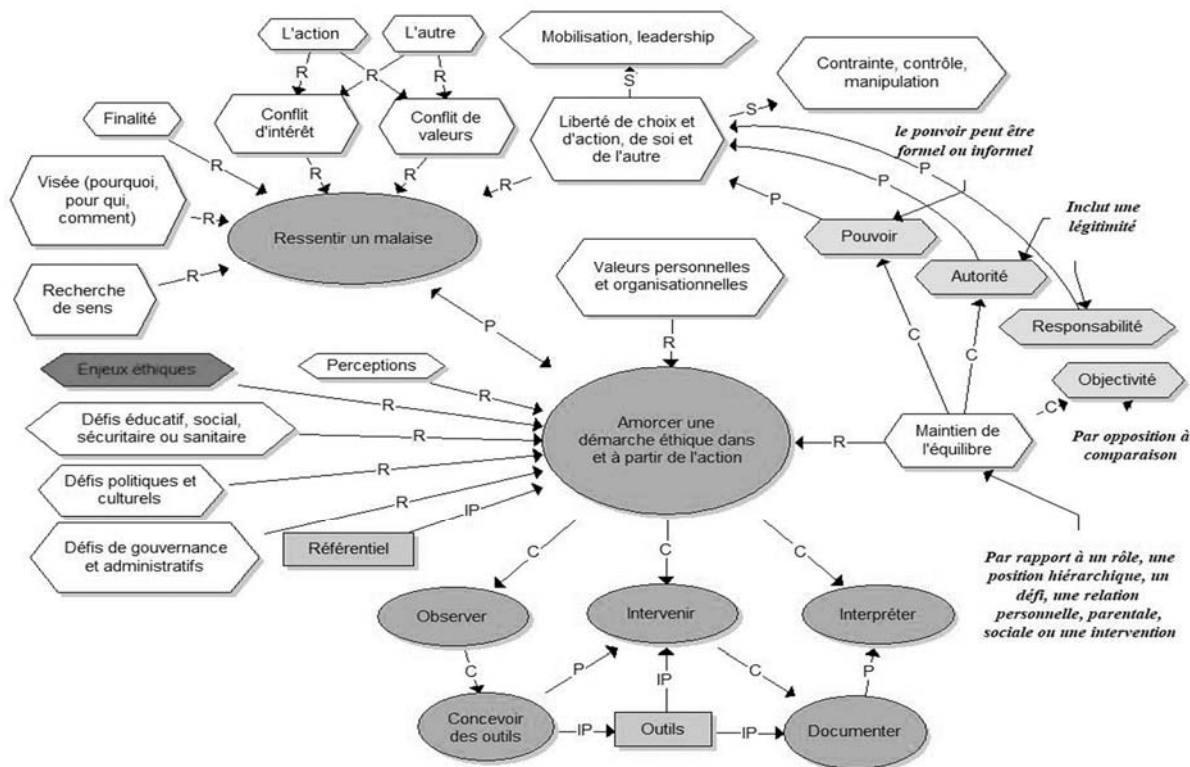 L'action
L'autre
Mobilisation, leadership
Contrainte, contrôle,
manipulation
R
R
R
S
S
Finalité
Conflit
d'intérêt
Conflit de
valeurs
Liberté de choix et
d'action, de soi et
de l'autre
le pouvoir peut être
formel ou informel
R
R
R
R
P
P
P
Visée (pourquoi,
pour qui,
comment)
R
Ressentir un malaise
Pouvoir
Inclut une
légitimité
Recherche
de sens
R
Valeurs personnelles
et organisationnelles
Autorité
Responsabilité
P
R
C
C
Enjeux éthiques
Perceptions
R
R
Objectivité
C
Défis éducatif, social,
sécuritaire ou sanitaire
R
Amorcer une
démarche éthique dans
et à partir de l'action
R
Maintien de
l'équilibre
Par opposition à
comparaison
Défis politiques et
culturels
R
R
IP
Défis de gouvernance
et administratifs
Référentiel
C
C
C
Par rapport à un rôle, une
position hiérarchique, un
défi, une relation
personnelle, parentale,
sociale ou une intervention
Observer
Intervenir
Interpréter
C
P
IP
C
P
Concevoir
des outils
IP
Outils
IP
Documenter